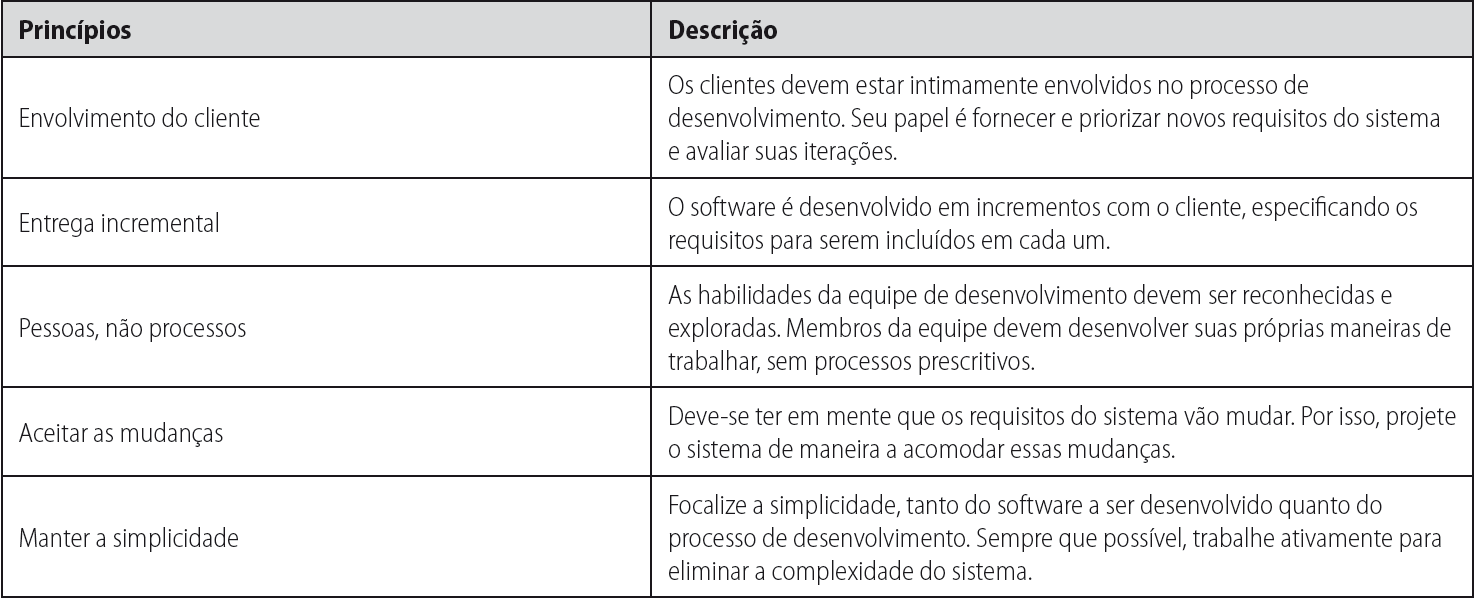 Princípios
Descrição
Envolvimento do cliente
Os clientes devem estar intimamente envolvidos no processo de
desenvolvimento. Seu papel é fornecer e priorizar novos requisitos do sistema
e avaliar suas iterações.
Entrega incremental
O software é desenvolvido em incrementos com o cliente, especificando os
requisitos para serem incluídos em cada um.
Pessoas, não processos
As habilidades da equipe de desenvolvimento devem ser reconhecidas e
exploradas. Membros da equipe devem desenvolver suas próprias maneiras de
trabalhar, sem processos prescritivos.
Aceitar as mudanças
Deve-se ter em mente que os requisitos do sistema vão mudar. Por isso, projete
o sistema de maneira a acomodar essas mudanças.
Manter a simplicidade
Focalize a simplicidade, tanto do software a ser desenvolvido quanto do
processo de desenvolvimento. Sempre que possível, trabalhe ativamente para
eliminar a complexidade do sistema.